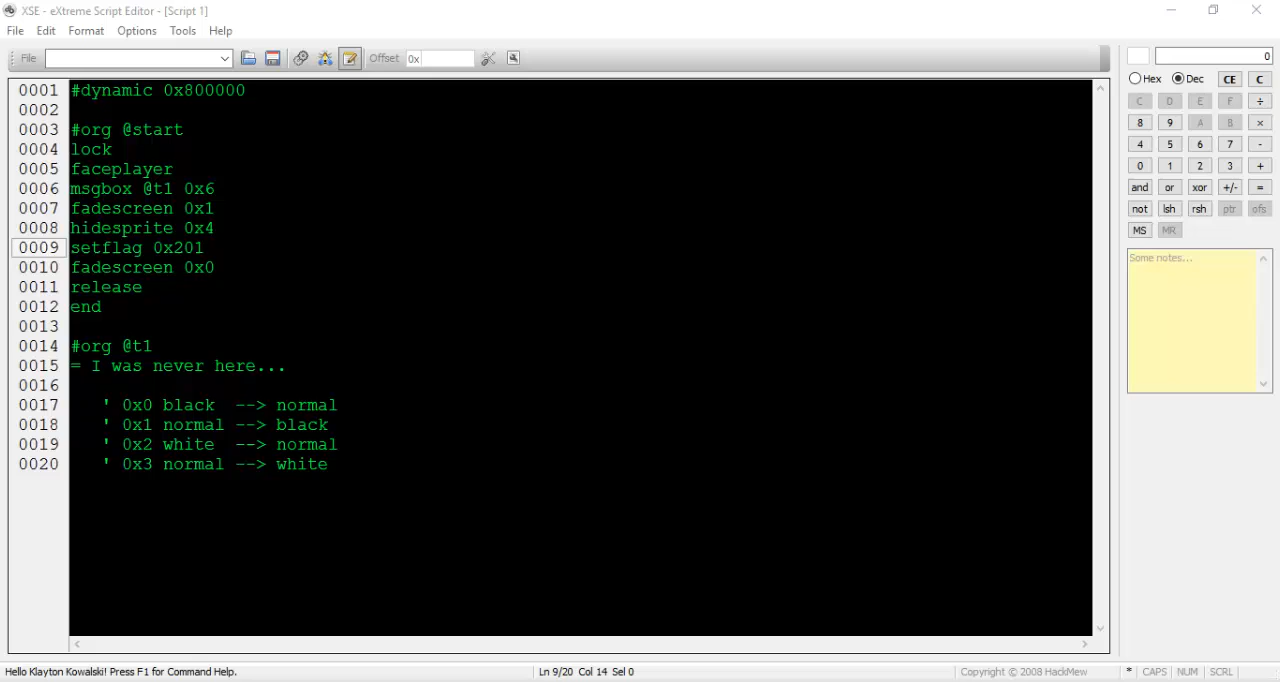 XSE - eXtreme Script Editor - [Script 1]
File Edit Format Options Tools Help
File Offset 0x
0
Hex Dec CE C
C D E F ÷
8 9 A B ×
4 5 6 7 -
0 1 2 3 +
and or xor +/- =
not lsh rsh ptr ofs
MS MR
Some notes...
0001 #dynamic 0x800000
0002
0003 #org @start
0004 lock
0005 faceplayer
0006 msgbox @t1 0x6
0007 fadescreen 0x1
0008 hidesprite 0x4
0009 setflag 0x201
0010 fadescreen 0x0
0011 release
0012 end
0013
0014 #org @t1
0015 = I was never here...
0016
0017 ' 0x0 black --> normal
0018 ' 0x1 normal --> black
0019 ' 0x2 white --> normal
0020 ' 0x3 normal --> white
Hello Klayton Kowalski! Press F1 for Command Help. Ln 9/20 Col 14 Sel 0 Copyright © 2008 HackMew * CAPS NUM SCRL